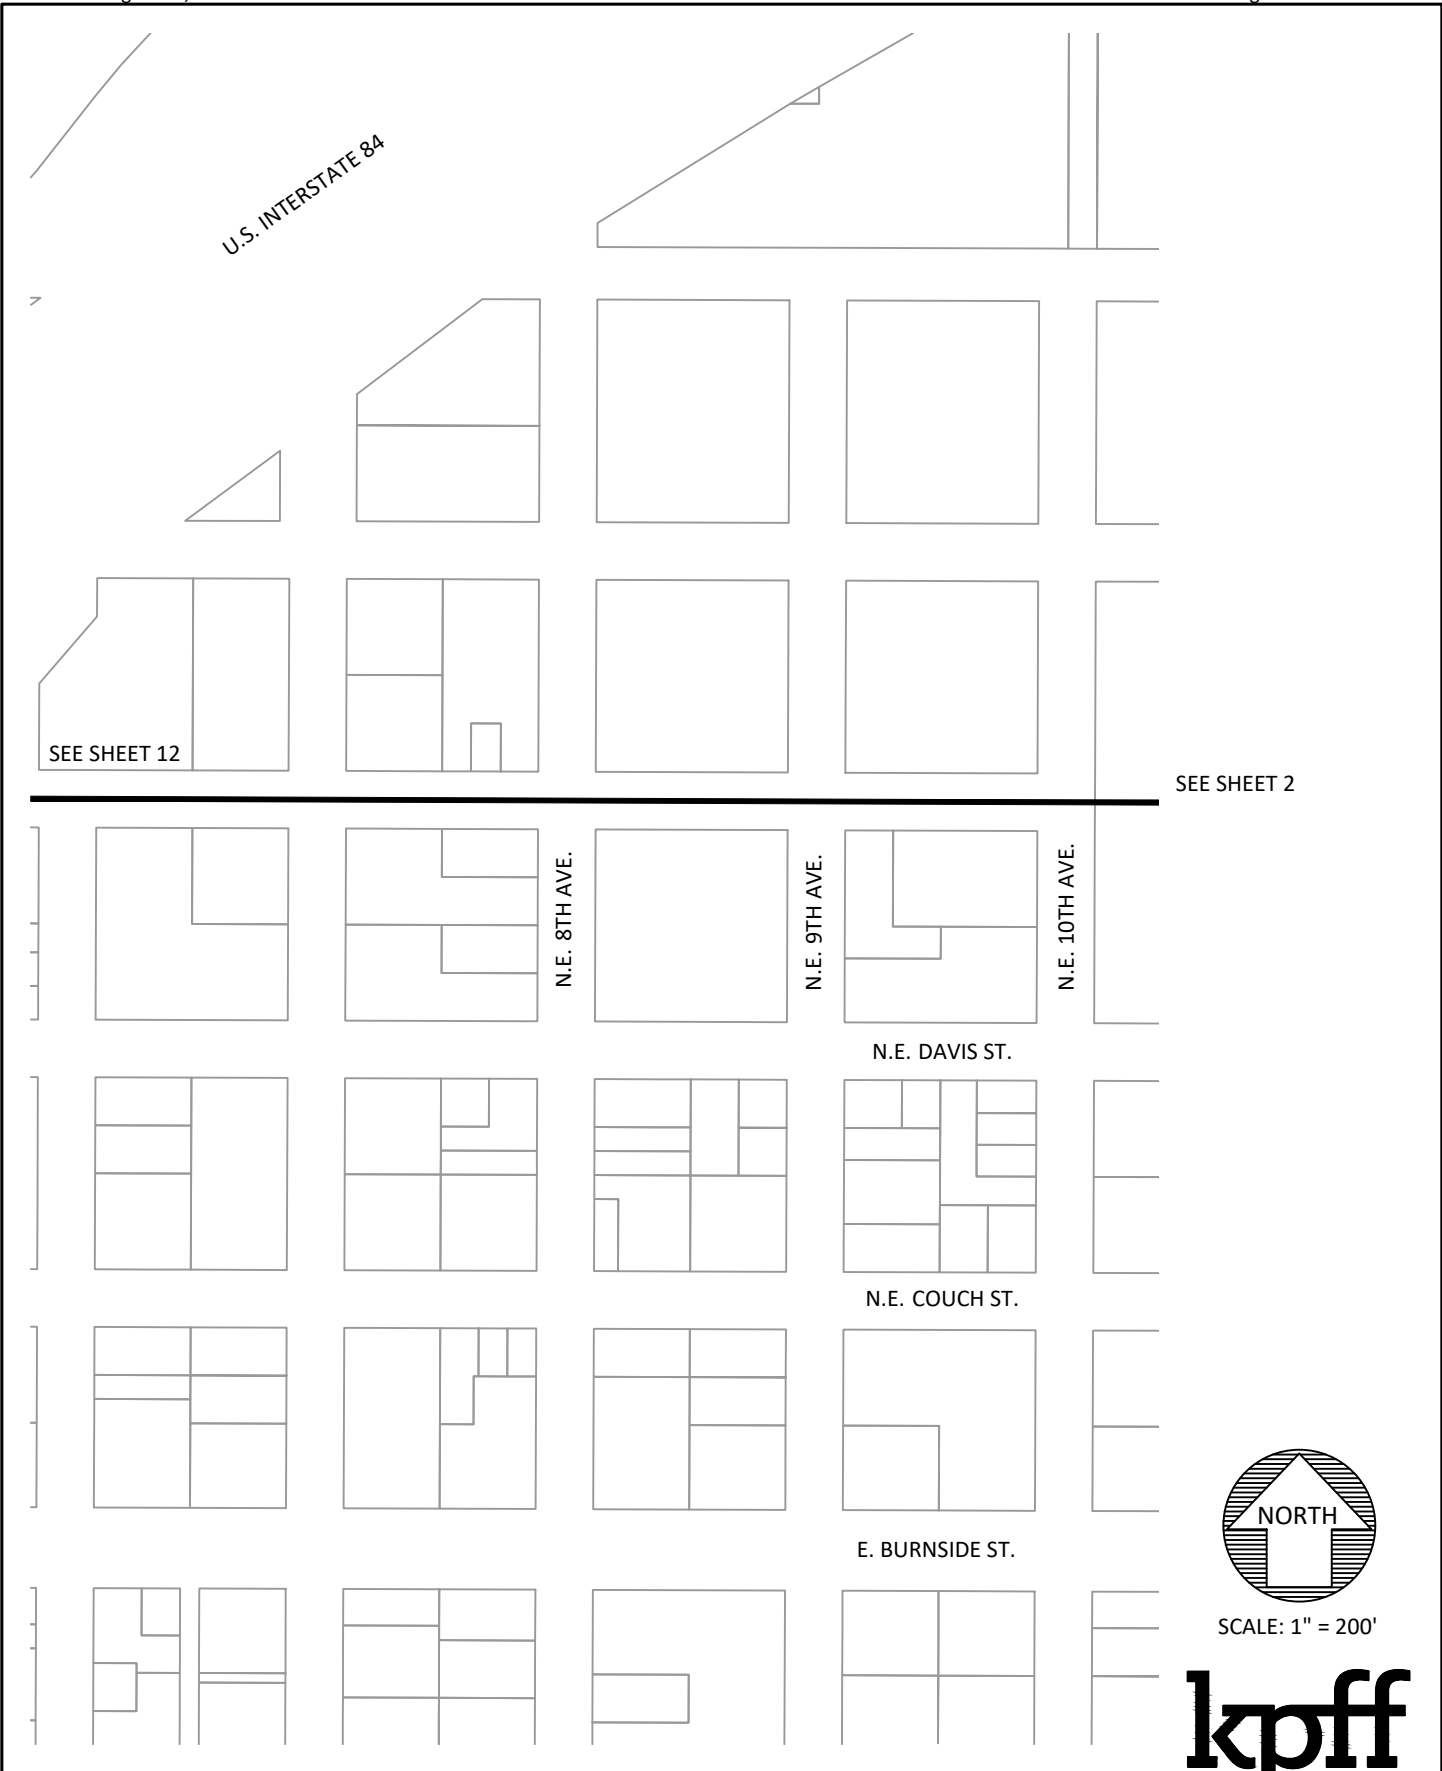 U.S. INTERSTATE 84
SEE SHEET 12
SEE SHEET 2
N.E. 8TH AVE.
N.E. 9TH AVE.
N.E. 10TH AVE.
N.E. DAVIS ST.
N.E. COUCH ST.
NORTH
E. BURNSIDE ST.
SCALE: 1" = 200'
kpff